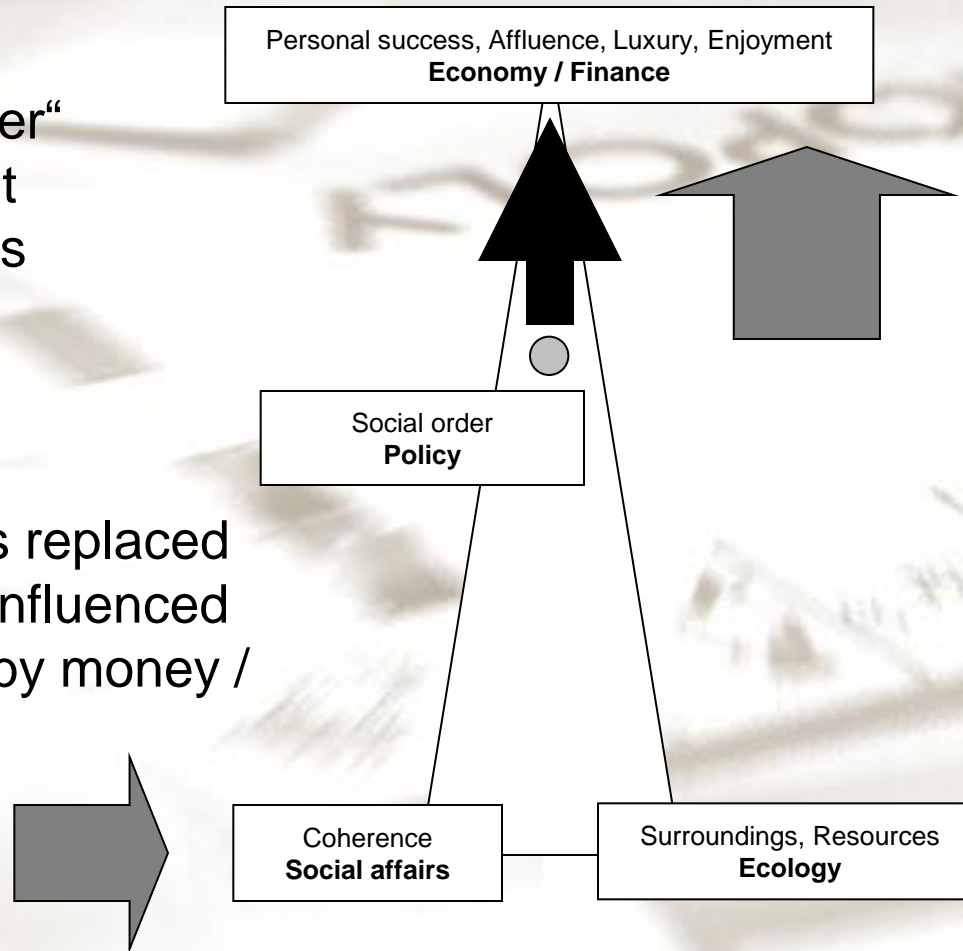 Personal success, Affluence, Luxury, Enjoyment
Economy / Finance
er“
t
s
Social order
Policy
s replaced
nfluenced
by money /
Coherence
Social affairs
Surroundings, Resources
Ecology